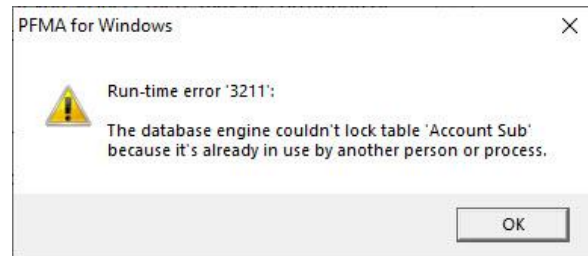 PFMA for Windows
Run-time error '3211':
The database engine couldn't lock table 'Account Sub'
because it's already in use by another person or process.
OK